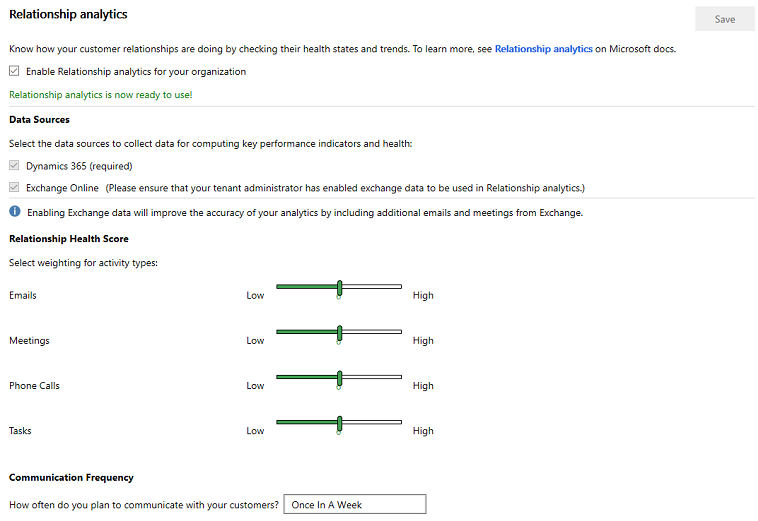 Relationship analytics
Save
Know how your customer relationships are doing by checking their health states and trends. To learn more, see Relationship analytics on Microsoft docs.
Enable Relationship analytics for your organization
Relationship analytics is now ready to use!
Data Sources
Select the data sources to collect data for computing key performance indicators and health:
Dynamics 365 (required)
Exchange Online (Please ensure that your tenant administrator has enabled exchange data to be used in Relationship analytics.)
Enabling Exchange data will improve the accuracy of your analytics by including additional emails and meetings from Exchange.
Relationship Health Score
Select weighting for activity types:
Emails Low High
Meetings Low High
Phone Calls Low High
Tasks Low High
Communication Frequency
How often do you plan to communicate with your customers? Once In A Week